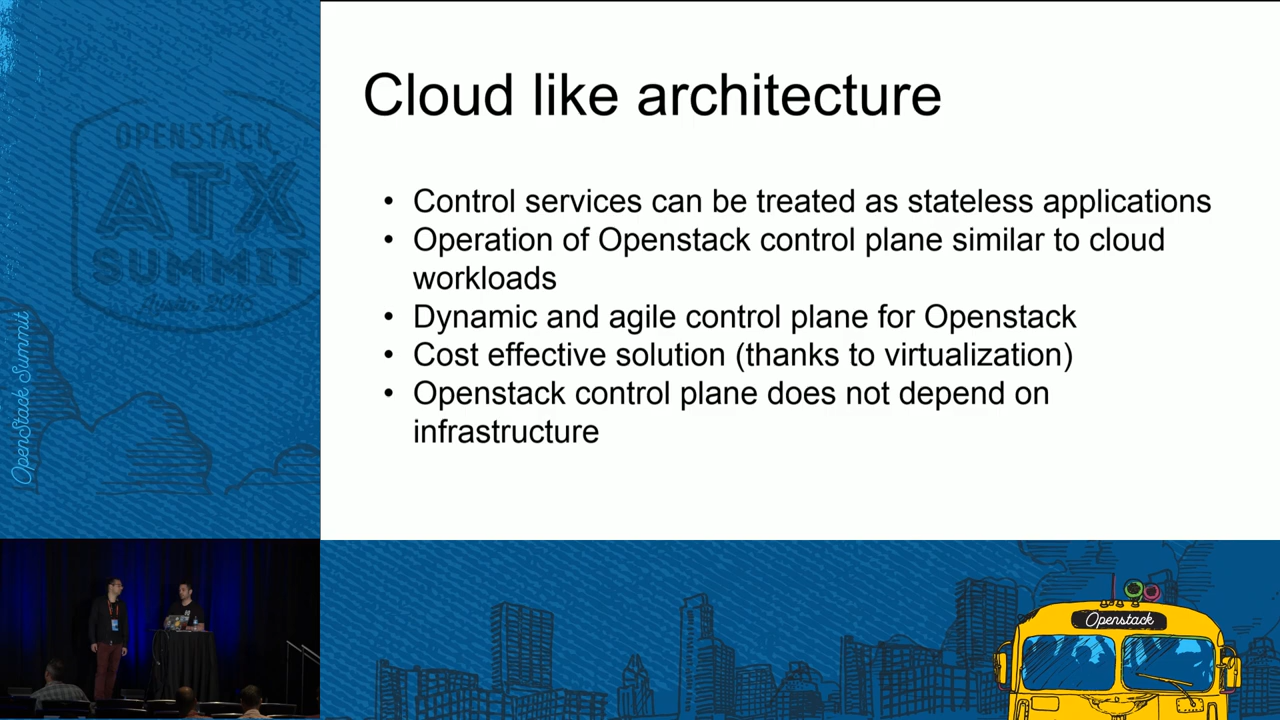 Cloud like architecture
• Control services can be treated as stateless applications
• Operation of Openstack control plane similar to cloud
workloads
• Dynamic and agile control plane for Openstack
• Cost effective solution (thanks to virtualization)
• Openstack control plane does not depend on
infrastructure
OPENSTACK
ATX
SUMMIT
Austin 2016
OpenStack Summit
Openstack